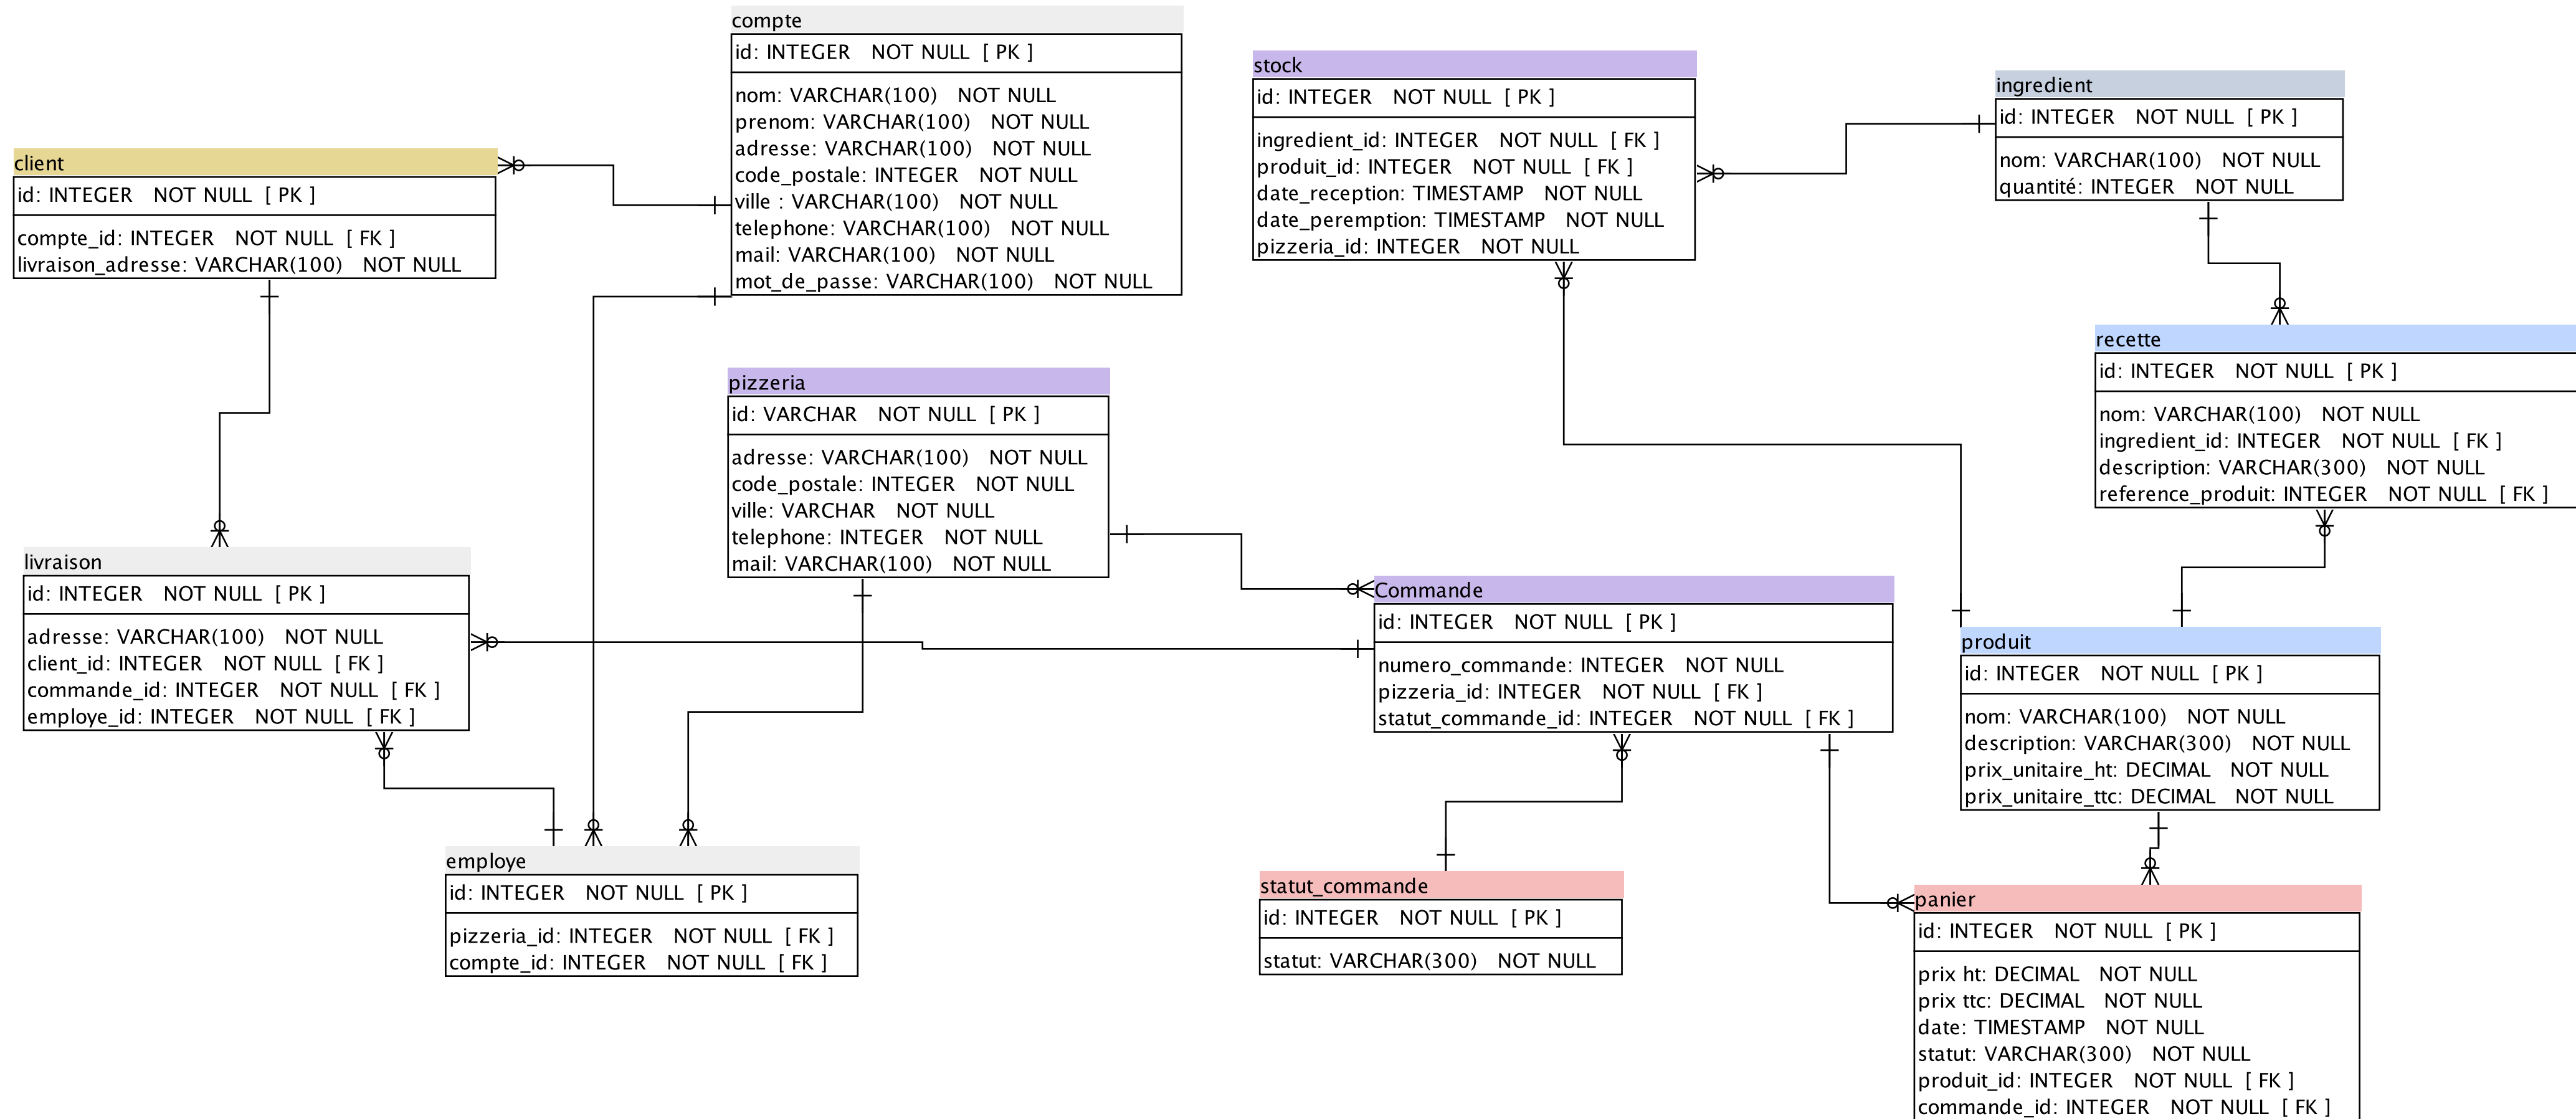 compte
id: INTEGER NOT NULL [ PK ]
nom: VARCHAR(100) NOT NULL
prenom: VARCHAR(100) NOT NULL
adresse: VARCHAR(100) NOT NULL
code_postale: INTEGER NOT NULL
ville : VARCHAR(100) NOT NULL
telephone: VARCHAR(100) NOT NULL
mail: VARCHAR(100) NOT NULL
mot_de_passe: VARCHAR(100) NOT NULL
stock
id: INTEGER NOT NULL [ PK ]
ingredient_id: INTEGER NOT NULL [ FK ]
produit_id: INTEGER NOT NULL [ FK ]
date_reception: TIMESTAMP NOT NULL
date_peremption: TIMESTAMP NOT NULL
pizzeria_id: INTEGER NOT NULL
ingredient
id: INTEGER NOT NULL [ PK ]
nom: VARCHAR(100) NOT NULL
quantité: INTEGER NOT NULL
client
id: INTEGER NOT NULL [ PK ]
compte_id: INTEGER NOT NULL [ FK ]
livraison_adresse: VARCHAR(100) NOT NULL
recette
id: INTEGER NOT NULL [ PK ]
nom: VARCHAR(100) NOT NULL
ingredient_id: INTEGER NOT NULL [ FK ]
description: VARCHAR(300) NOT NULL
reference_produit: INTEGER NOT NULL [ FK ]
pizzeria
id: VARCHAR NOT NULL [ PK ]
adresse: VARCHAR(100) NOT NULL
code_postale: INTEGER NOT NULL
ville: VARCHAR NOT NULL
telephone: INTEGER NOT NULL
mail: VARCHAR(100) NOT NULL
livraison
id: INTEGER NOT NULL [ PK ]
adresse: VARCHAR(100) NOT NULL
client_id: INTEGER NOT NULL [ FK ]
commande_id: INTEGER NOT NULL [ FK ]
employe_id: INTEGER NOT NULL [ FK ]
Commande
id: INTEGER NOT NULL [ PK ]
numero_commande: INTEGER NOT NULL
pizzeria_id: INTEGER NOT NULL [ FK ]
statut_commande_id: INTEGER NOT NULL [ FK ]
produit
id: INTEGER NOT NULL [ PK ]
nom: VARCHAR(100) NOT NULL
description: VARCHAR(300) NOT NULL
prix_unitaire_ht: DECIMAL NOT NULL
prix_unitaire_ttc: DECIMAL NOT NULL
employe
id: INTEGER NOT NULL [ PK ]
pizzeria_id: INTEGER NOT NULL [ FK ]
compte_id: INTEGER NOT NULL [ FK ]
statut_commande
id: INTEGER NOT NULL [ PK ]
statut: VARCHAR(300) NOT NULL
panier
id: INTEGER NOT NULL [ PK ]
prix ht: DECIMAL NOT NULL
prix ttc: DECIMAL NOT NULL
date: TIMESTAMP NOT NULL
statut: VARCHAR(300) NOT NULL
produit_id: INTEGER NOT NULL [ FK ]
commande_id: INTEGER NOT NULL [ FK ]